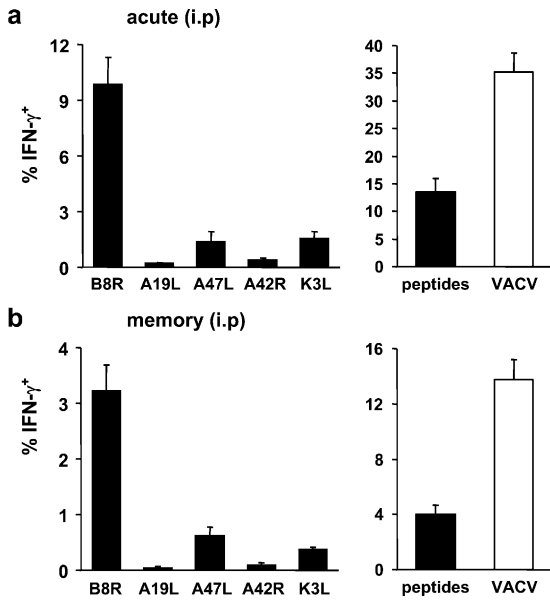 a
acute (i.p)
% IFN-γ+
12
9
6
3
0
B8R A19L A47L A42R K3L
40
35
30
25
20
15
10
5
0
peptides VACV
b
memory (i.p)
% IFN-γ+
4
3
2
1
0
B8R A19L A47L A42R K3L
16
12
8
4
0
peptides VACV